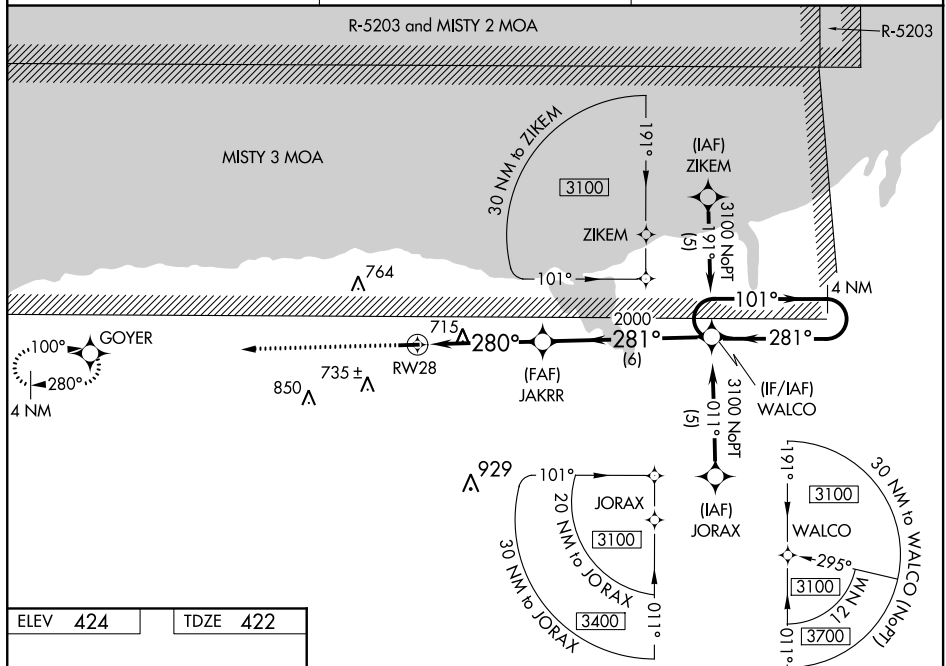 R-5203 and MISTY 2 MOA
R-5203
MISTY 3 MOA
30 NM to ZIKEM
191°
3100
ZIKEM
101°
(IAF)
ZIKEM
3100 NoPT
191°
(5)
764
4 NM
101°
2000
GOYER
100°
280°
4 NM
715
RW28
280°
281°
(6)
281°
850
735 ±
(FAF)
JAKRR
(IF/IAF)
WALCO
3100 NoPT
011°
(5)
(IAF)
JORAX
929
101°
JORAX
20 NM to JORAX
3100
30 NM to JORAX
3400
011°
191°
3100
30 NM to WALCO (NoPT)
WALCO
295°
3100
12 NM
3700
011°
ELEV 424
TDZE 422